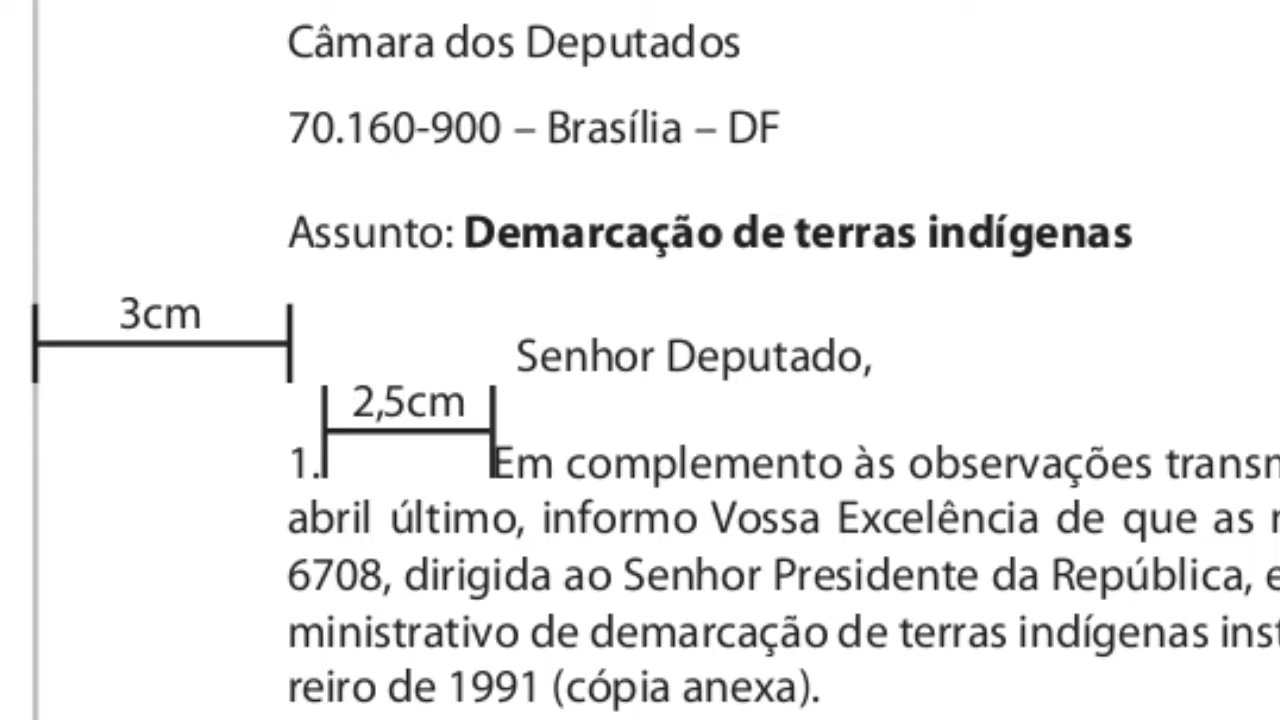 Câmara dos Deputados
70.160-900 – Brasília – DF
Assunto: Demarcação de terras indígenas
3cm
Senhor Deputado,
2,5cm
1. Em complemento às observações
abril último, informo Vossa Excelência de que as
6708, dirigida ao Senhor Presidente da República,
ministrativo de demarcação de terras indígenas
reiro de 1991 (cópia anexa).